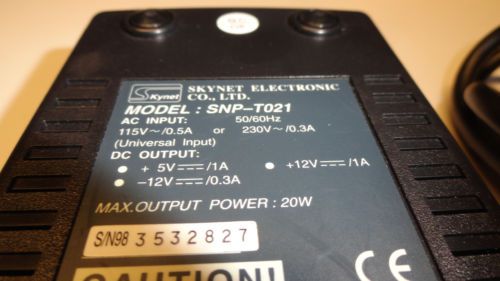 Skynet
SKYNET ELECTRONIC
CO., LTD.
MODEL : SNP-T021
AC INPUT: 50/60Hz
115V~/0.5A or 230V~/0.3A
(Universal Input)
DC OUTPUT:
+ 5V⎓/1A +12V⎓/1A
–12V⎓/0.3A
MAX.OUTPUT POWER : 20W
S/N98 3532827
CAUTION!
CE